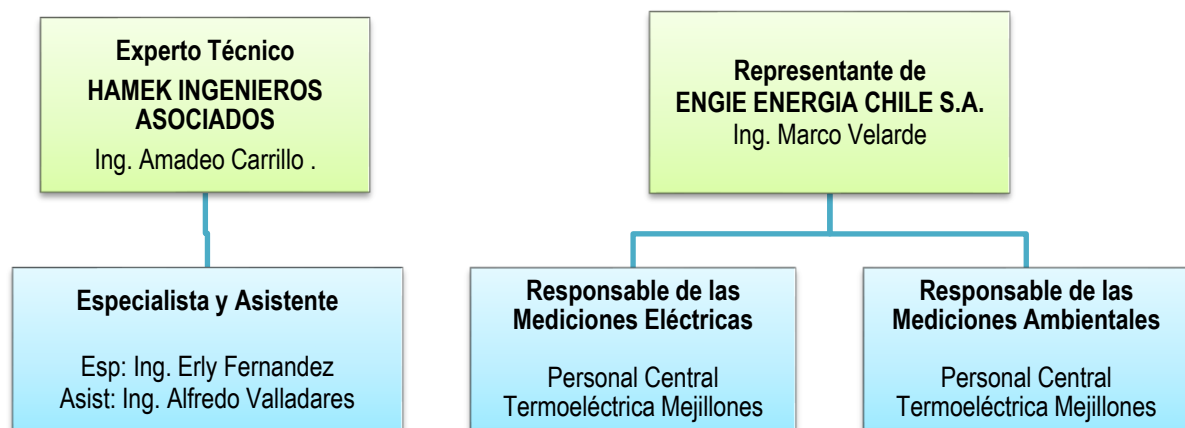 Experto Técnico
HAMEK INGENIEROS
ASOCIADOS
Ing. Amadeo Carrillo .
Representante de
ENGIE ENERGIA CHILE S.A.
Ing. Marco Velarde
Especialista y Asistente
Esp: Ing. Erly Fernandez
Asist: Ing. Alfredo Valladares
Responsable de las
Mediciones Eléctricas
Personal Central
Termoeléctrica Mejillones
Responsable de las
Mediciones Ambientales
Personal Central
Termoeléctrica Mejillones